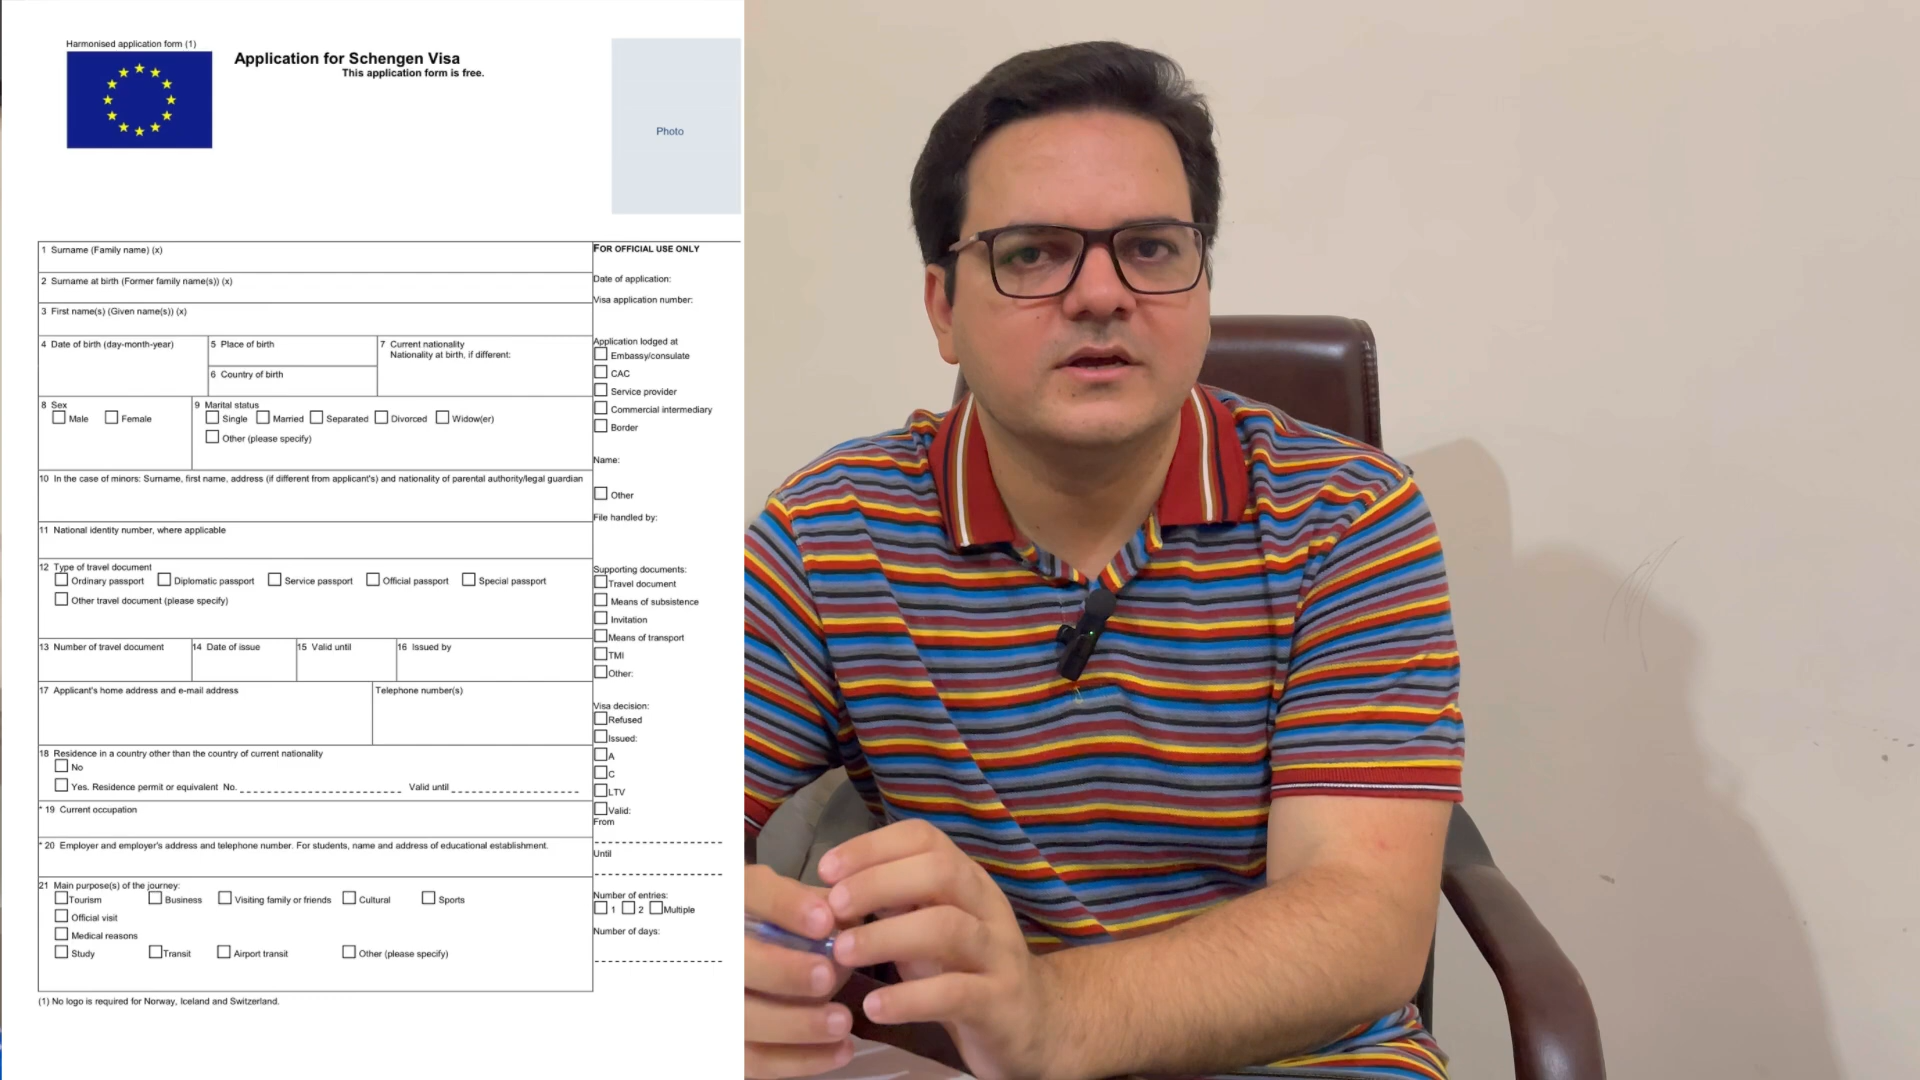 Harmonised application form (1)
Application for Schengen Visa
This application form is free.
Photo
1 Surname (Family name) (x)
2 Surname at birth (Former family name(s)) (x)
3 First name(s) (Given name(s)) (x)
4 Date of birth (day-month-year)
5 Place of birth
6 Country of birth
7 Current nationality
Nationality at birth, if different:
8 Sex
Male Female
9 Marital status
Single Married Separated Divorced Widow(er)
Other (please specify)
10 In the case of minors: Surname, first name, address (if different from applicant's) and nationality of parental authority/legal guardian
11 National identity number, where applicable
12 Type of travel document
Ordinary passport Diplomatic passport Service passport Official passport Special passport
Other travel document (please specify)
13 Number of travel document
14 Date of issue
15 Valid until
16 Issued by
17 Applicant's home address and e-mail address
Telephone number(s)
18 Residence in a country other than the country of current nationality
No
Yes. Residence permit or equivalent No. Valid until
* 19 Current occupation
* 20 Employer and employer's address and telephone number. For students, name and address of educational establishment.
21 Main purpose(s) of the journey:
Tourism Business Visiting family or friends Cultural Sports
Official visit
Medical reasons
Study Transit Airport transit Other (please specify)
(1) No logo is required for Norway, Iceland and Switzerland.
FOR OFFICIAL USE ONLY
Date of application:
Visa application number:
Application lodged at
Embassy/consulate
CAC
Service provider
Commercial intermediary
Border
Name:
Other
File handled by:
Supporting documents:
Travel document
Means of subsistence
Invitation
Means of transport
TMI
Other:
Visa decision:
Refused
Issued:
A
C
LTV
Valid:
From
Until
Number of entries:
1 2 Multiple
Number of days: